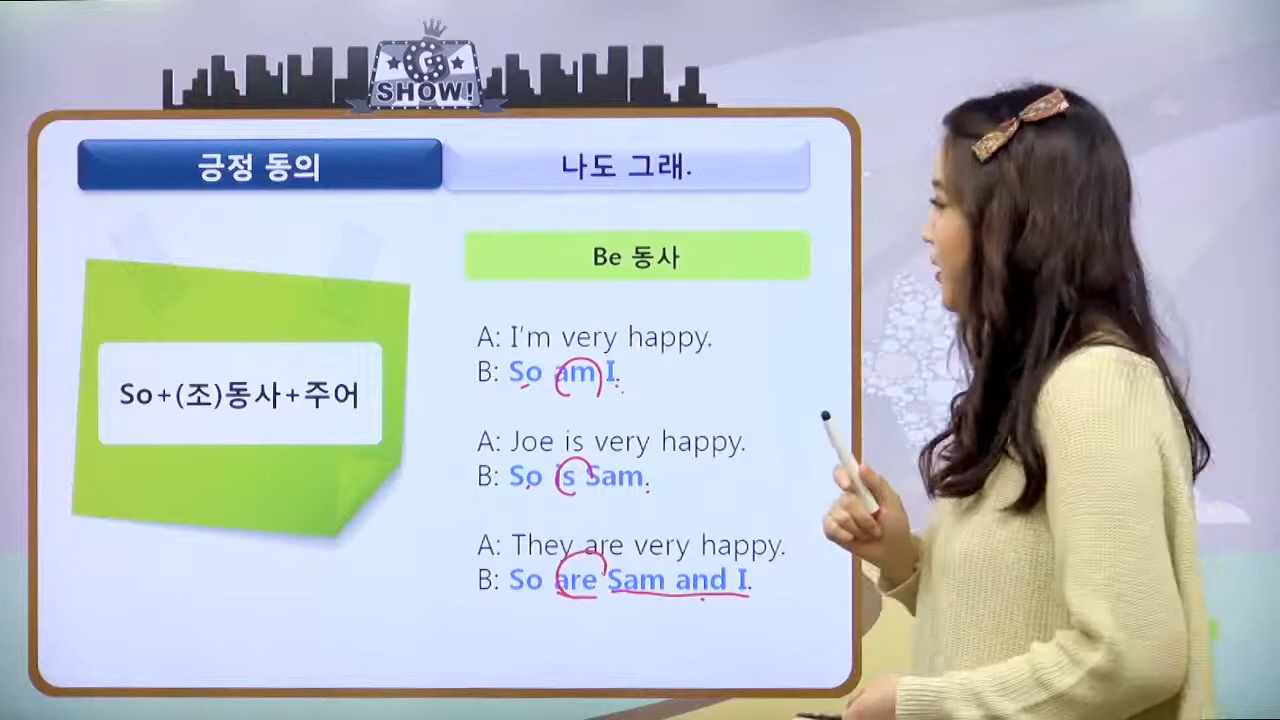 G
SHOW!
긍정 동의
나도 그래.
So+(조)동사+주어
Be 동사
A: I'm very happy.
B: So am I.
A: Joe is very happy.
B: So is Sam.
A: They are very happy.
B: So are Sam and I.